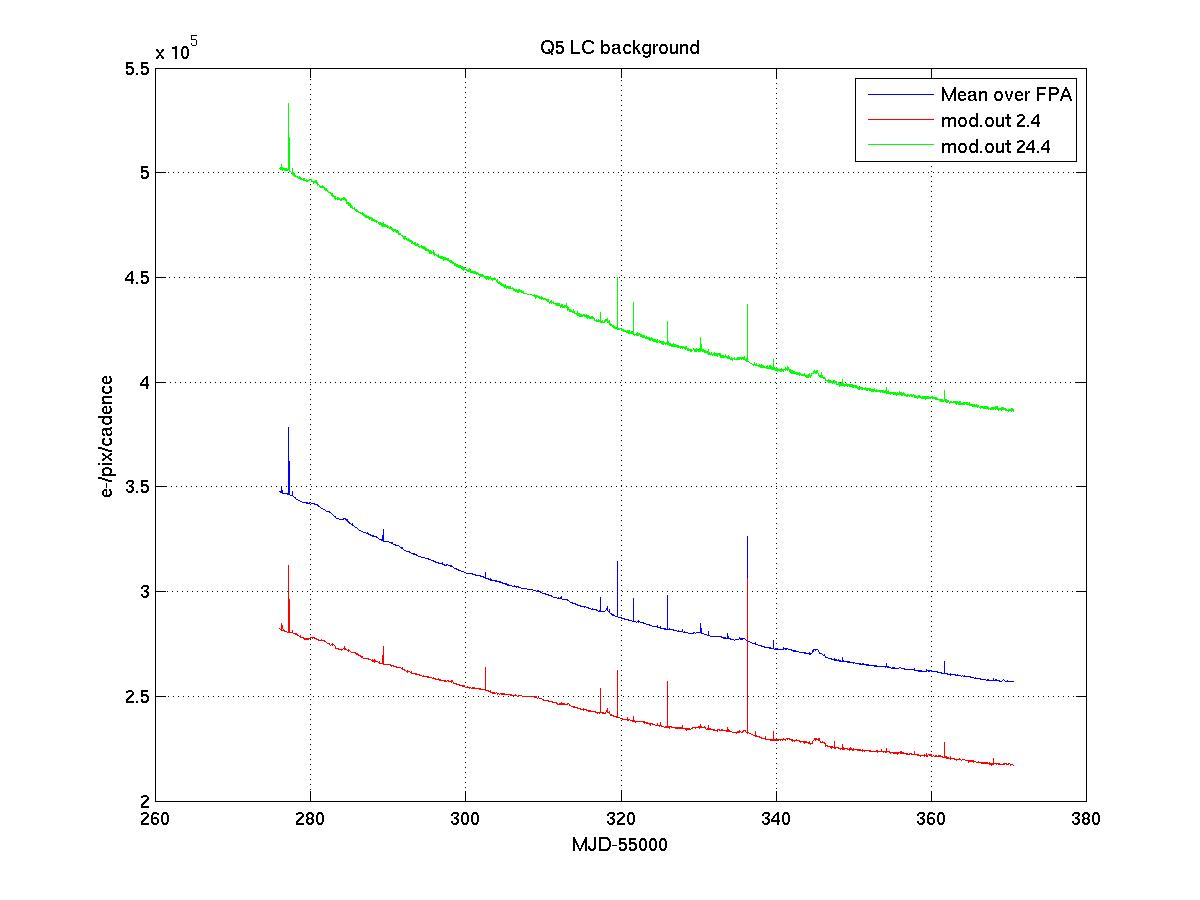 Q5 LC background
x 10^5
5.5
5
4.5
4
3.5
3
2.5
2
e-/pix/cadence
Mean over FPA
mod.out 2.4
mod.out 24.4
260 280 300 320 340 360 380
MJD-55000